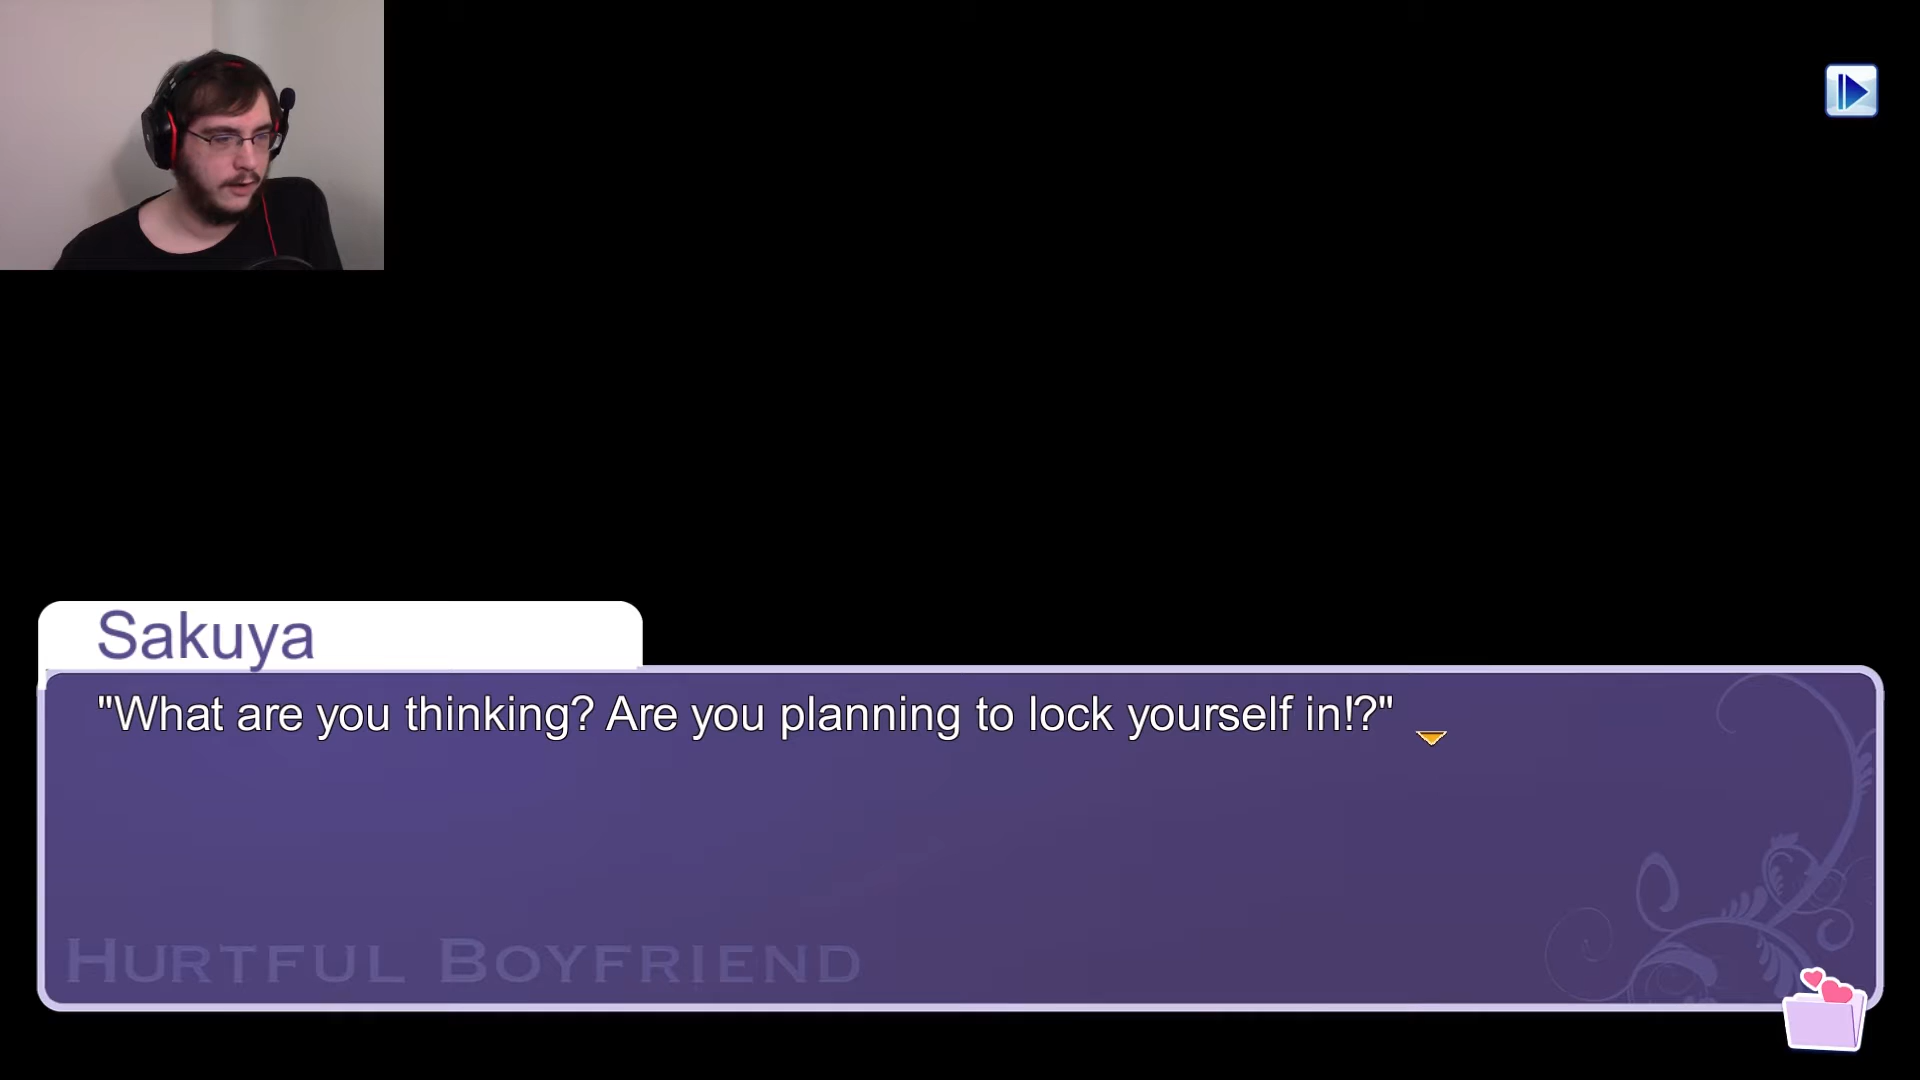 Sakuya
"What are you thinking? Are you planning to lock yourself in!?"
HURTFUL BOYFRIEND